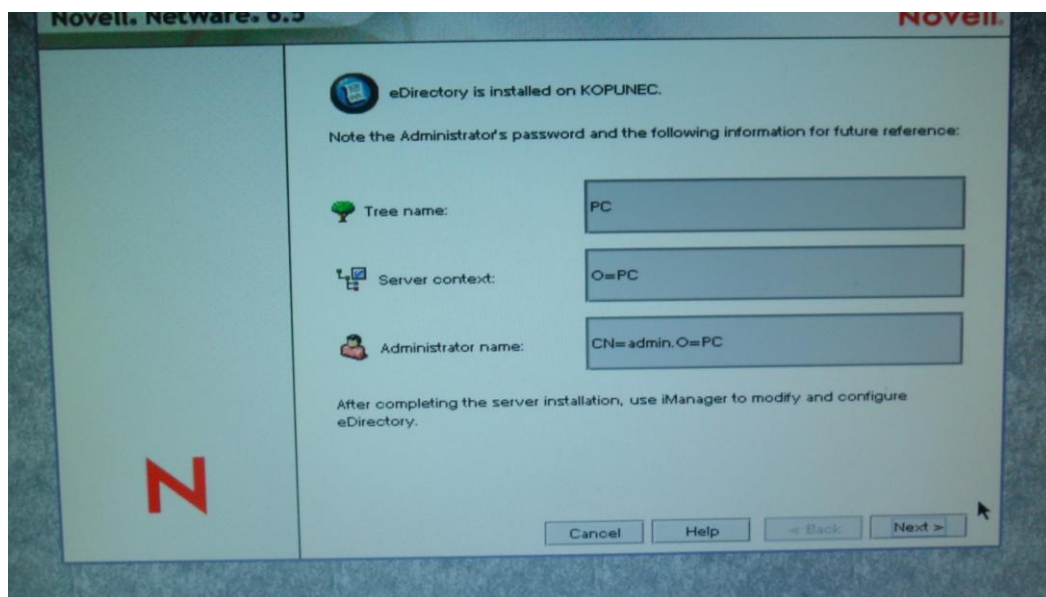 Novell. NetWare. 6.5
Novell.
eDirectory is installed on KOPUNEC.
Note the Administrator's password and the following information for future reference:
Tree name:
PC
Server context:
O=PC
Administrator name:
CN=admin.O=PC
After completing the server installation, use iManager to modify and configure
eDirectory.
N
Cancel
Help
< Back
Next >